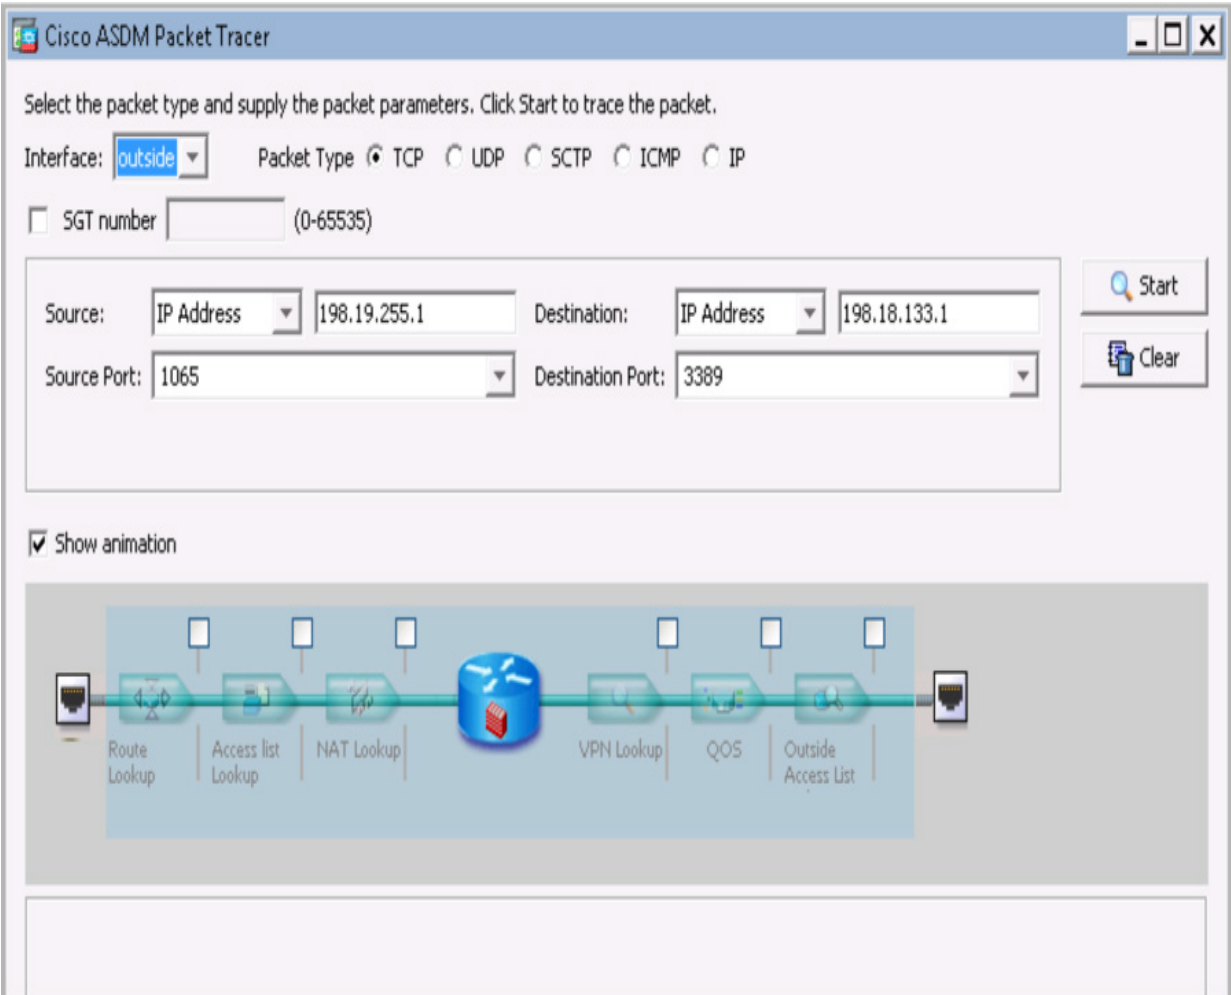 Cisco ASDM Packet Tracer
Select the packet type and supply the packet parameters. Click Start to trace the packet.
Interface: outside Packet Type TCP UDP SCTP ICMP IP
SGT number (0-65535)
Source: IP Address 198.19.255.1 Destination: IP Address 198.18.133.1
Start
Source Port: 1065 Destination Port: 3389
Clear
Show animation
Route Lookup
Access list Lookup
NAT Lookup
VPN Lookup
QOS
Outside Access List